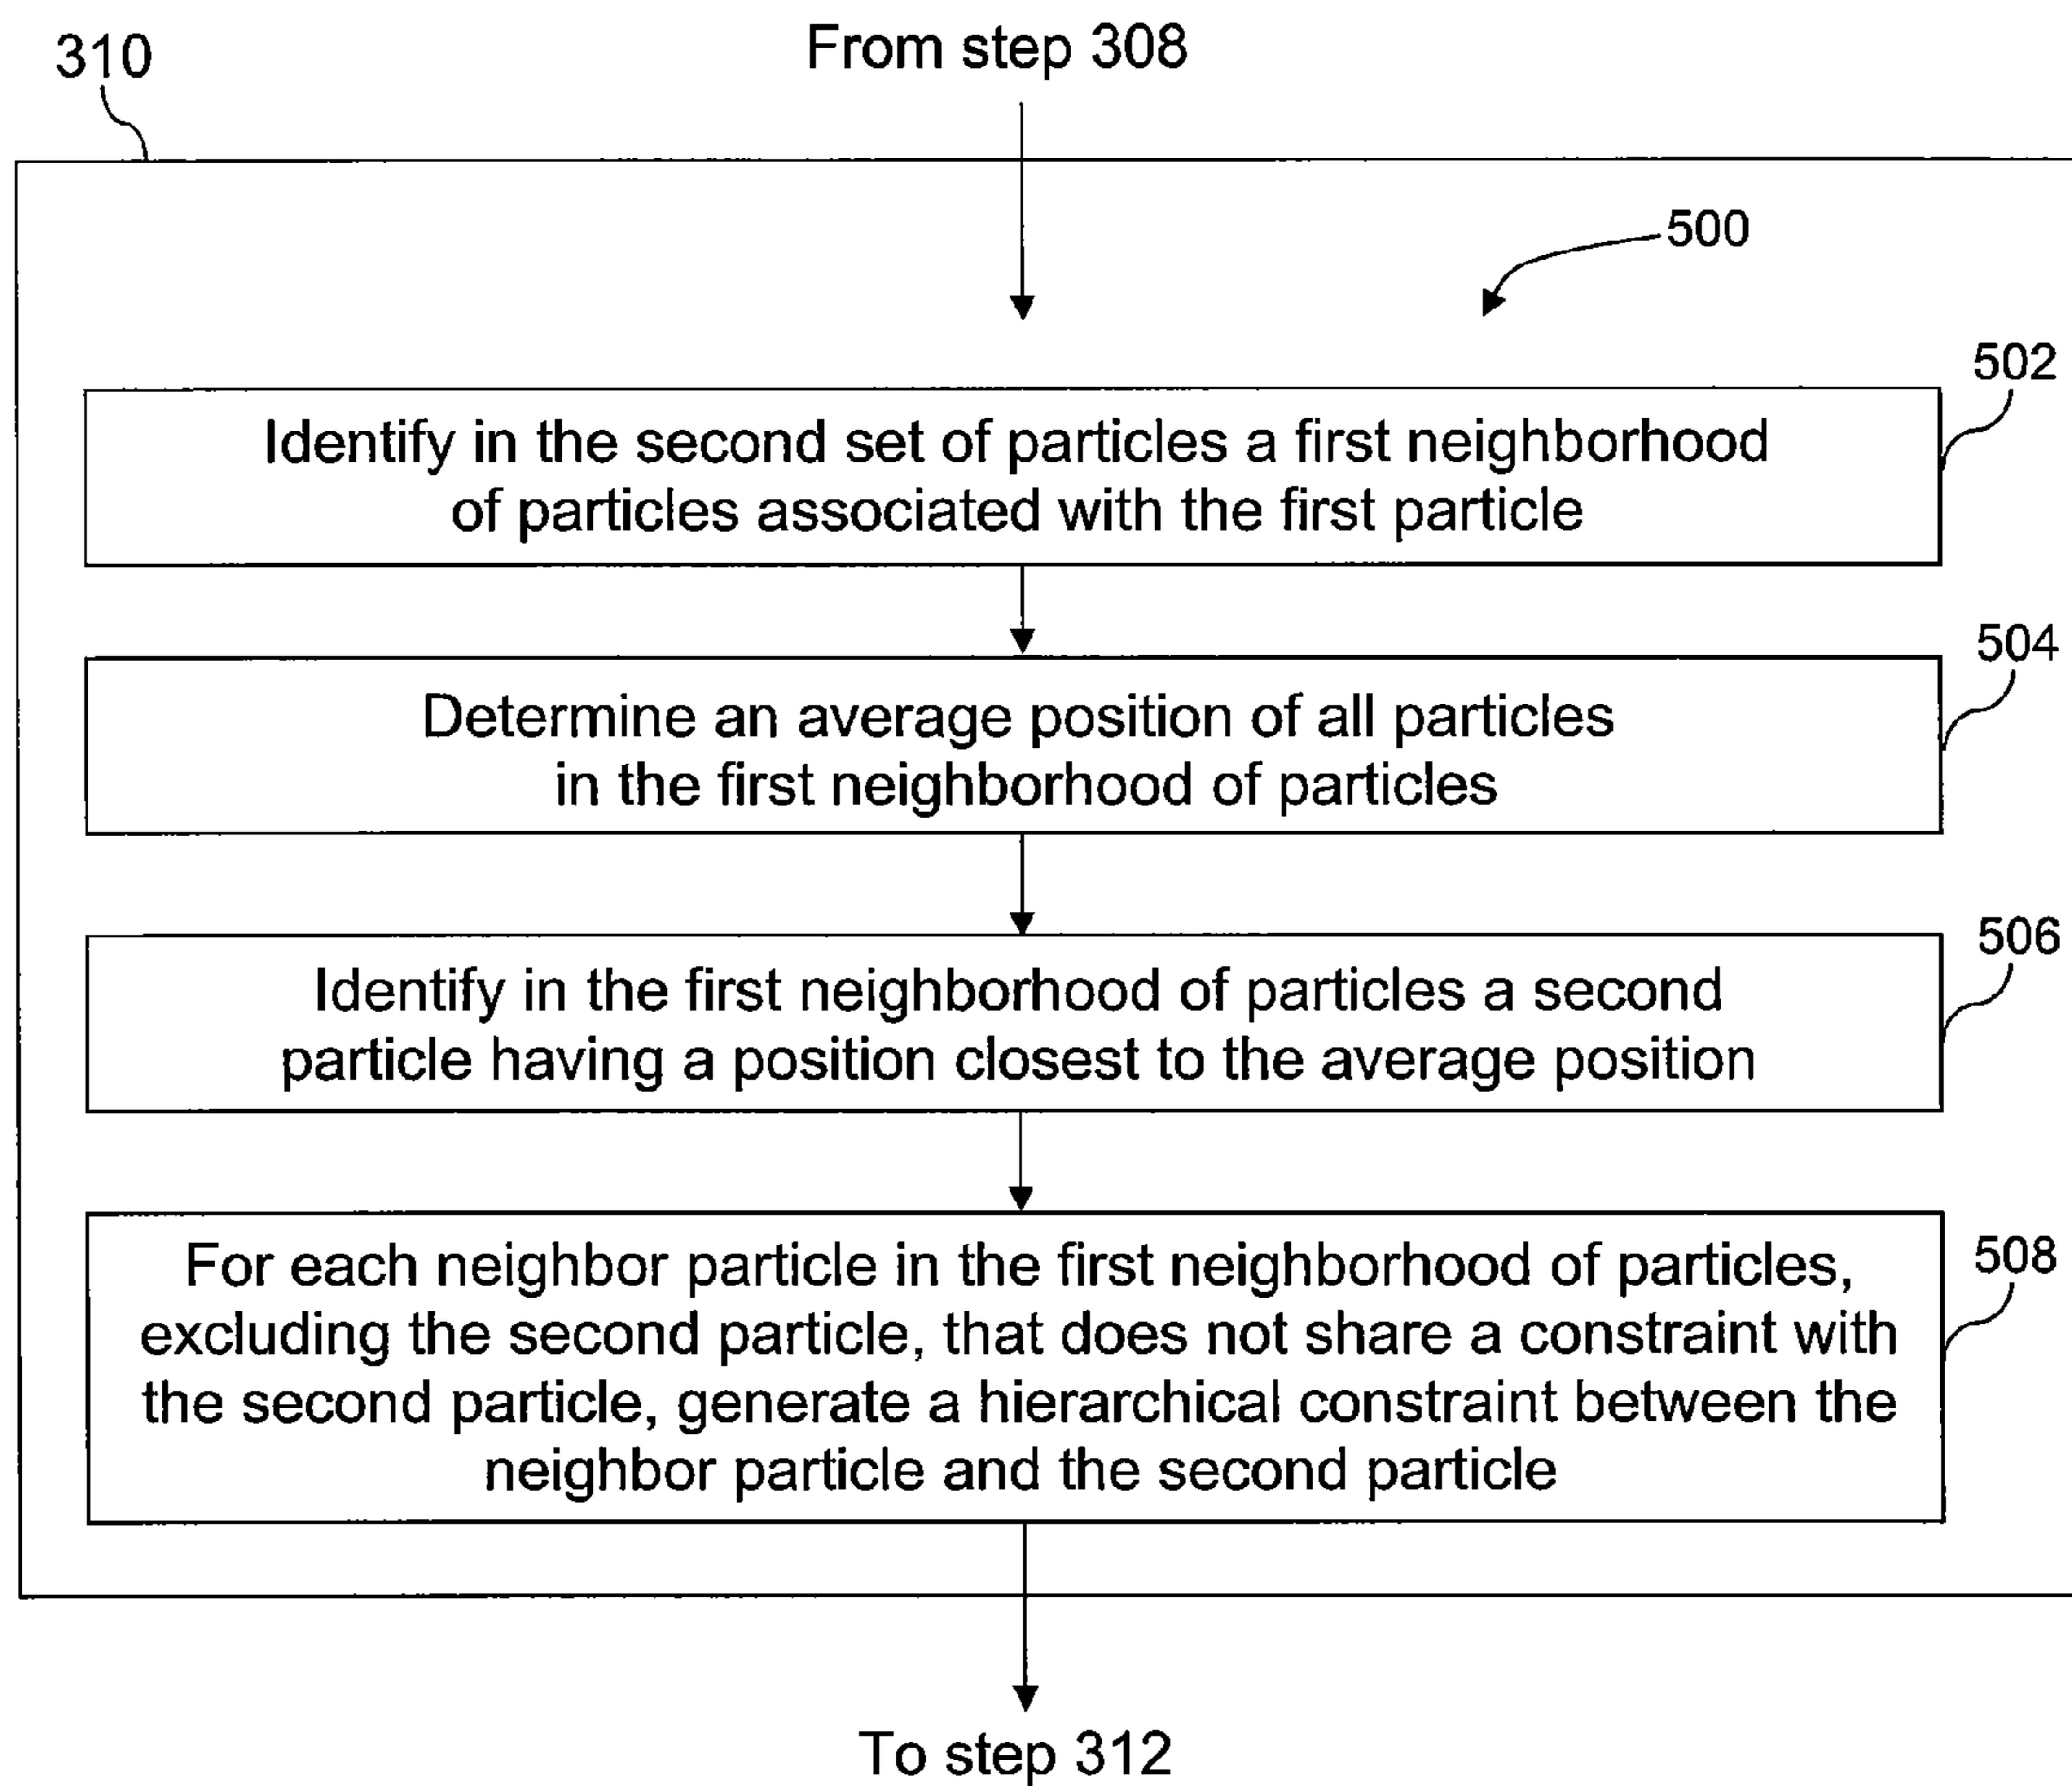 310
From step 308
500
502
Identify in the second set of particles a first neighborhood
of particles associated with the first particle
504
Determine an average position of all particles
in the first neighborhood of particles
506
Identify in the first neighborhood of particles a second
particle having a position closest to the average position
508
For each neighbor particle in the first neighborhood of particles,
excluding the second particle, that does not share a constraint with
the second particle, generate a hierarchical constraint between the
neighbor particle and the second particle
To step 312